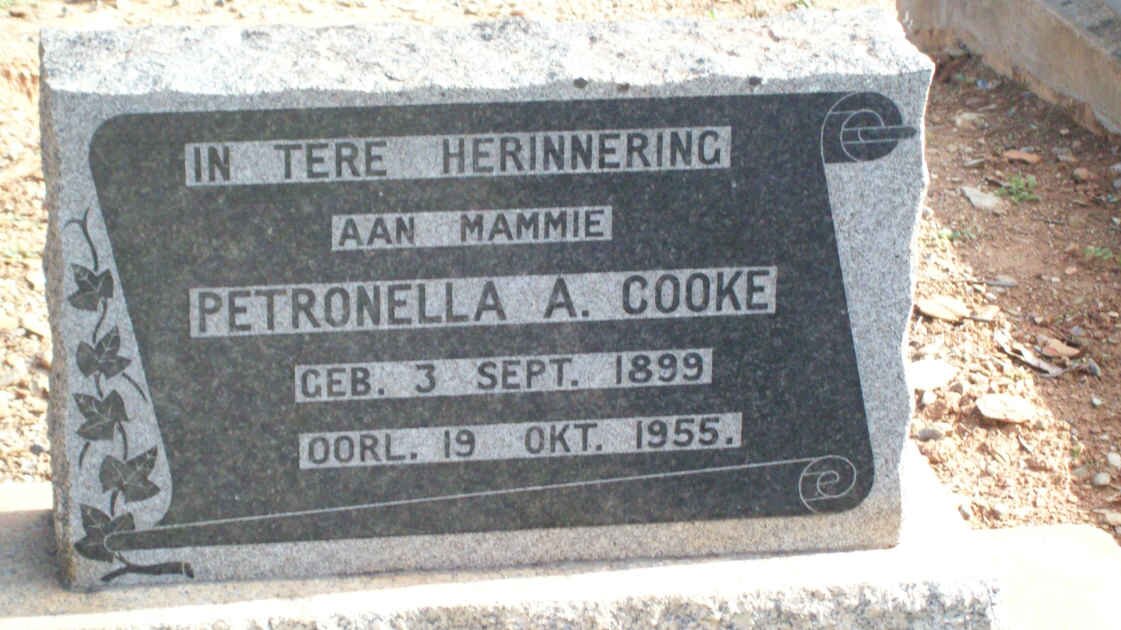 IN TERE HERINNERING
AAN MAMMIE
PETRONELLA A. COOKE
GEB. 3 SEPT. 1899
OORL. 19 OKT. 1955.